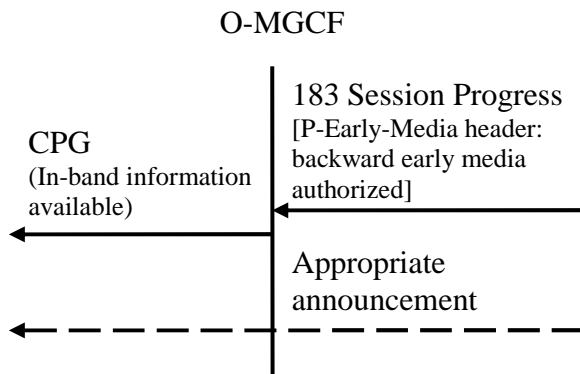 O-MGCF
183 Session Progress
[P-Early-Media header:
backward early media
authorized]
CPG
(In-band information
available)
Appropriate
announcement